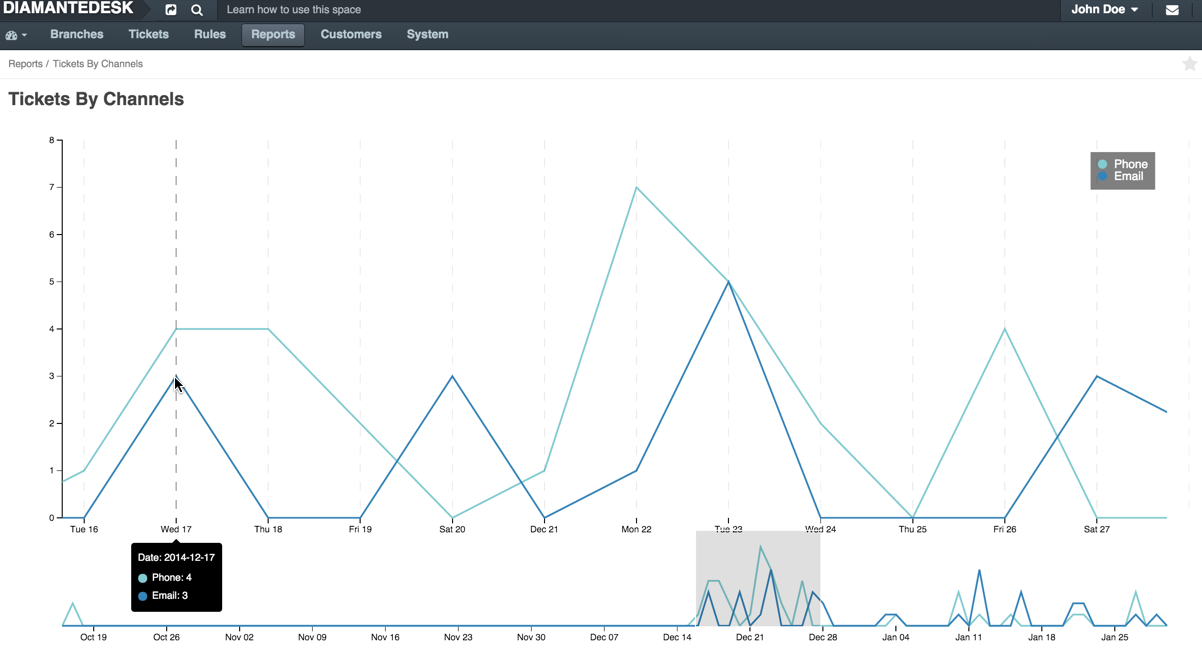 DIAMANTEDESK
Learn how to use this space
John Doe
Branches Tickets Rules Reports Customers System
Reports / Tickets By Channels
Tickets By Channels
8
7
6
5
4
3
2
1
0
Phone
Email
Tue 16 Wed 17 Thu 18 Fri 19 Sat 20 Dec 21 Mon 22 Tue 23 Wed 24 Thu 25 Fri 26 Sat 27
Date: 2014-12-17
Phone: 4
Email: 3
Oct 19 Oct 26 Nov 02 Nov 09 Nov 16 Nov 23 Nov 30 Dec 07 Dec 14 Dec 21 Dec 28 Jan 04 Jan 11 Jan 18 Jan 25